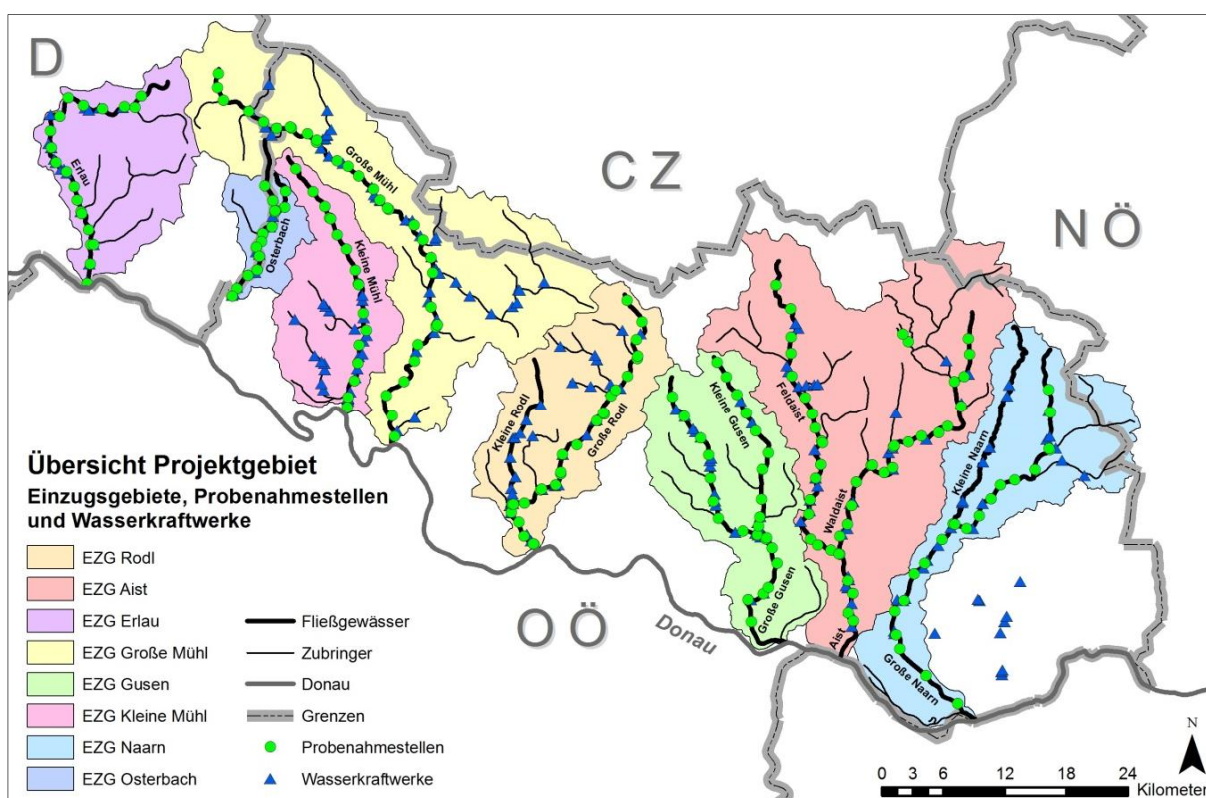 D
CZ
NÖ
OÖ
Erlau
Osterbach
Große Mühl
Kleine Mühl
Kleine Rodl
Große Rodl
Kleine Gusen
Große Gusen
Feldaist
Waldaist
Aist
Kleine Naarn
Große Naarn
Donau
Übersicht Projektgebiet
Einzugsgebiete, Probenahmestellen
und Wasserkraftwerke
EZG Rodl
EZG Aist
EZG Erlau
EZG Große Mühl
EZG Gusen
EZG Kleine Mühl
EZG Naarn
EZG Osterbach
Fließgewässer
Zubringer
Donau
Grenzen
Probenahmestellen
Wasserkraftwerke
N
0 3 6 12 18 24
Kilometer